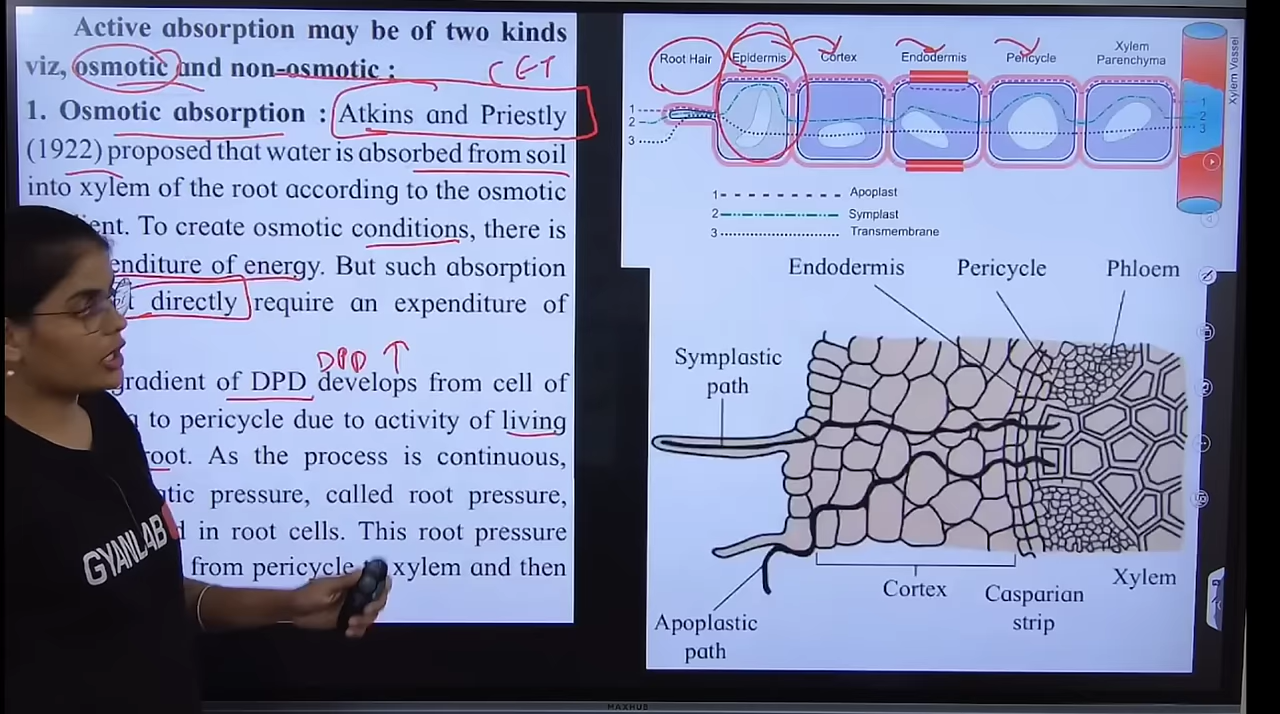 Active absorption may be of two kinds
viz, osmotic and non-osmotic :
CET
1. Osmotic absorption : Atkins and Priestly
(1922) proposed that water is absorbed from soil
into xylem of the root according to the osmotic
ent. To create osmotic conditions, there is
enditure of energy. But such absorption
t directly require an expenditure of
DPD ↑
gradient of DPD develops from cell of
to pericycle due to activity of living
root. As the process is continuous,
tic pressure, called root pressure,
d in root cells. This root pressure
from pericycle xylem and then
GYANLAB
Root Hair Epidermis Cortex Endodermis Pericycle Xylem Parenchyma
Xylem Vessel
1
2
3
1
2
3
1 Apoplast
2 Symplast
3 Transmembrane
Endodermis Pericycle Phloem
Symplastic
path
Cortex
Casparian
strip
Xylem
Apoplastic
path
MAXHUB